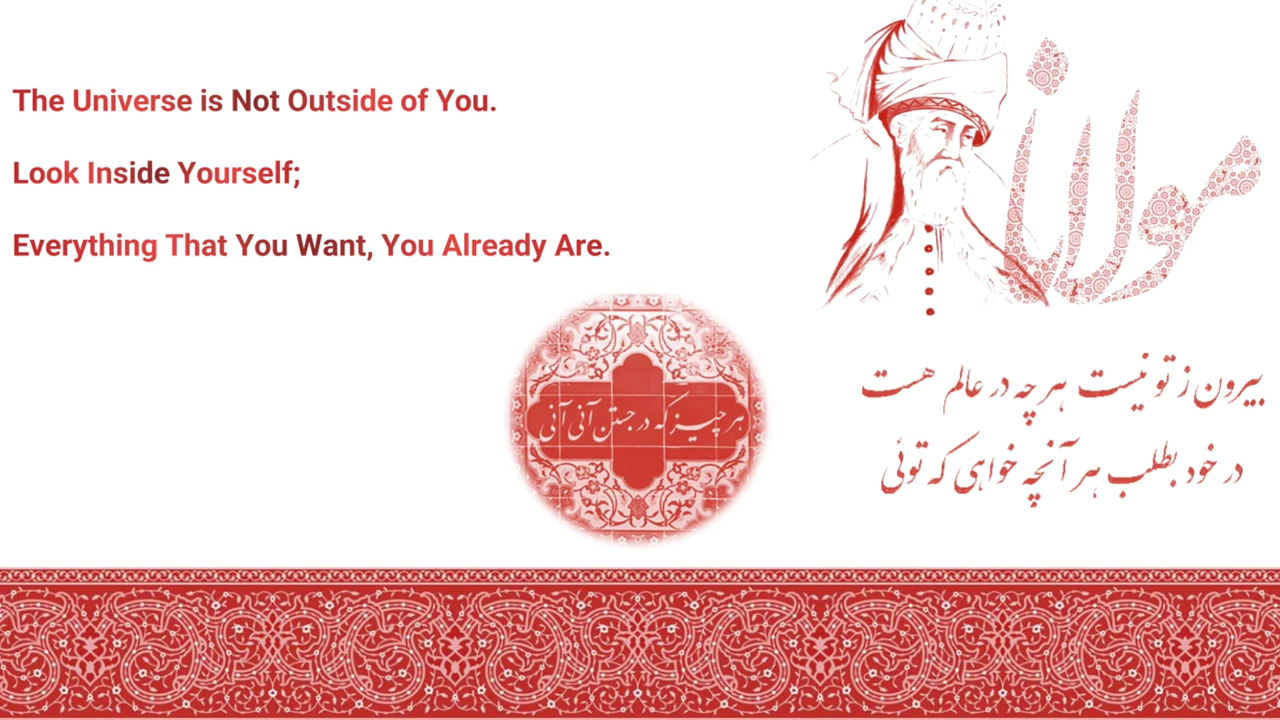 The Universe is Not Outside of You.
Look Inside Yourself;
Everything That You Want, You Already Are.
مولانا
هر چیز که در جستن آنی آنی
بیرون ز تو نیست هر چه در عالم هست
در خود بطلب هر آنچه خواهی که توئی